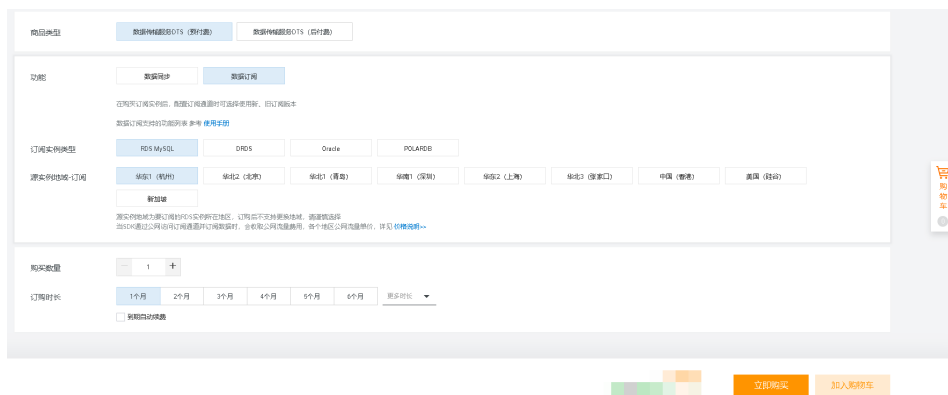 商品类型
数据传输服务DTS（预付费） 数据传输服务DTS（后付费）
功能
数据同步 数据订阅
在购买订阅实例后，配置订阅通道时可选择使用新、旧订阅版本
数据订阅支持的功能列表 参考 使用手册
订阅实例类型
RDS MySQL DRDS Oracle POLARDB
源实例地域-订阅
华东1（杭州） 华北2（北京） 华北1（青岛） 华南1（深圳） 华东2（上海） 华北3（张家口） 中国（香港） 美国（硅谷）
新加坡
源实例地域为要订阅的RDS实例所在地区，订购后不支持更换地域，请谨慎选择
当SDK通过公网访问订阅通道并订阅数据时，会收取公网流量费用，各个地区公网流量单价，详见 价格说明>>
购买数量
− 1 +
订购时长
1个月 2个月 3个月 4个月 5个月 6个月 更多时长
到期自动续费
购物车
立即购买 加入购物车